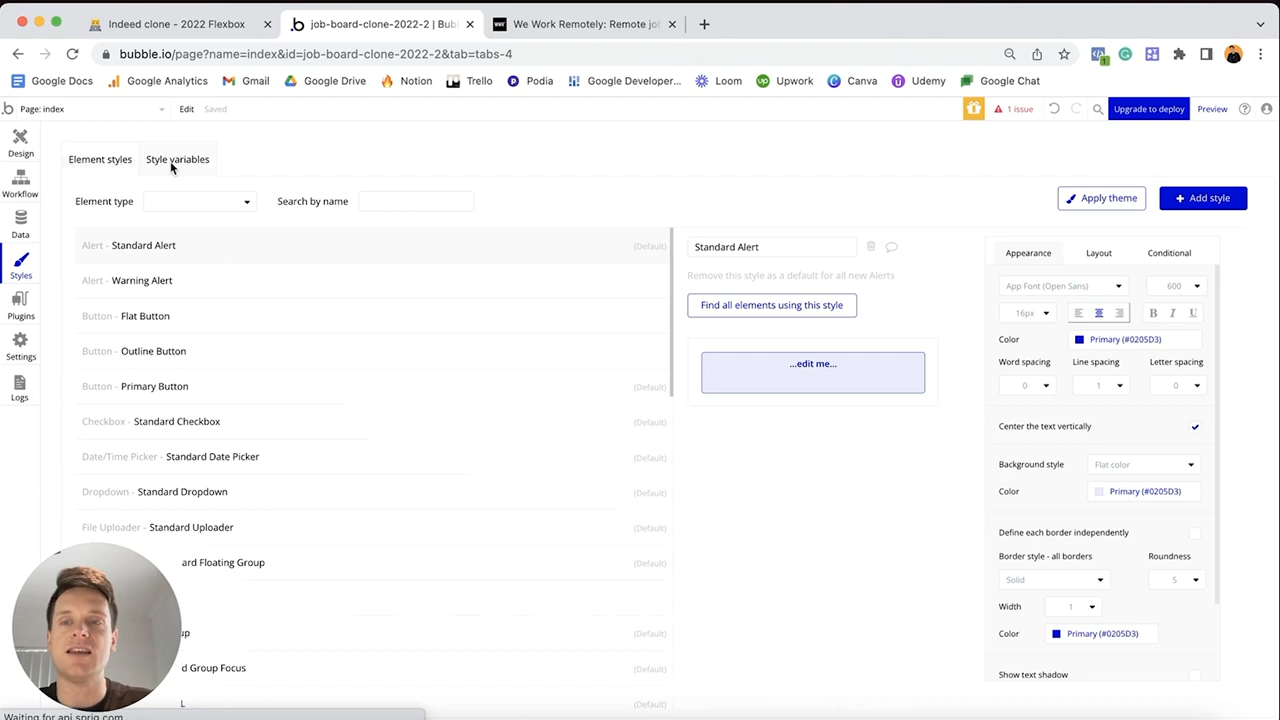 Indeed clone - 2022 Flexbox
job-board-clone-2022-2 | Bub
We Work Remotely: Remote jo
bubble.io/page?name=index&id=job-board-clone-2022-2&tab=tabs-4
1
Google Docs
Google Analytics
Gmail
Google Drive
Notion
Trello
Podia
Google Developer...
Loom
Upwork
Canva
Udemy
Google Chat
Page: index
Edit
Saved
1 issue
Upgrade to deploy
Preview
Design
Workflow
Data
Styles
Plugins
Settings
Logs
Element styles
Style variables
Element type
Search by name
Apply theme
+ Add style
Alert - Standard Alert (Default)
Alert - Warning Alert
Button - Flat Button
Button - Outline Button
Button - Primary Button (Default)
Checkbox - Standard Checkbox (Default)
Date/Time Picker - Standard Date Picker (Default)
Dropdown - Standard Dropdown (Default)
File Uploader - Standard Uploader (Default)
ard Floating Group (Default)
up (Default)
d Group Focus (Default)
L (Default)
Standard Alert
Remove this style as a default for all new Alerts
Find all elements using this style
...edit me...
Appearance
Layout
Conditional
App Font (Open Sans)
600
16px
B I U
Color
Primary (#0205D3)
Word spacing
Line spacing
Letter spacing
0
1
0
Center the text vertically
Background style
Flat color
Color
Primary (#0205D3)
Define each border independently
Border style - all borders
Roundness
Solid
5
Width
1
Color
Primary (#0205D3)
Show text shadow
Waiting for api.sprig.com